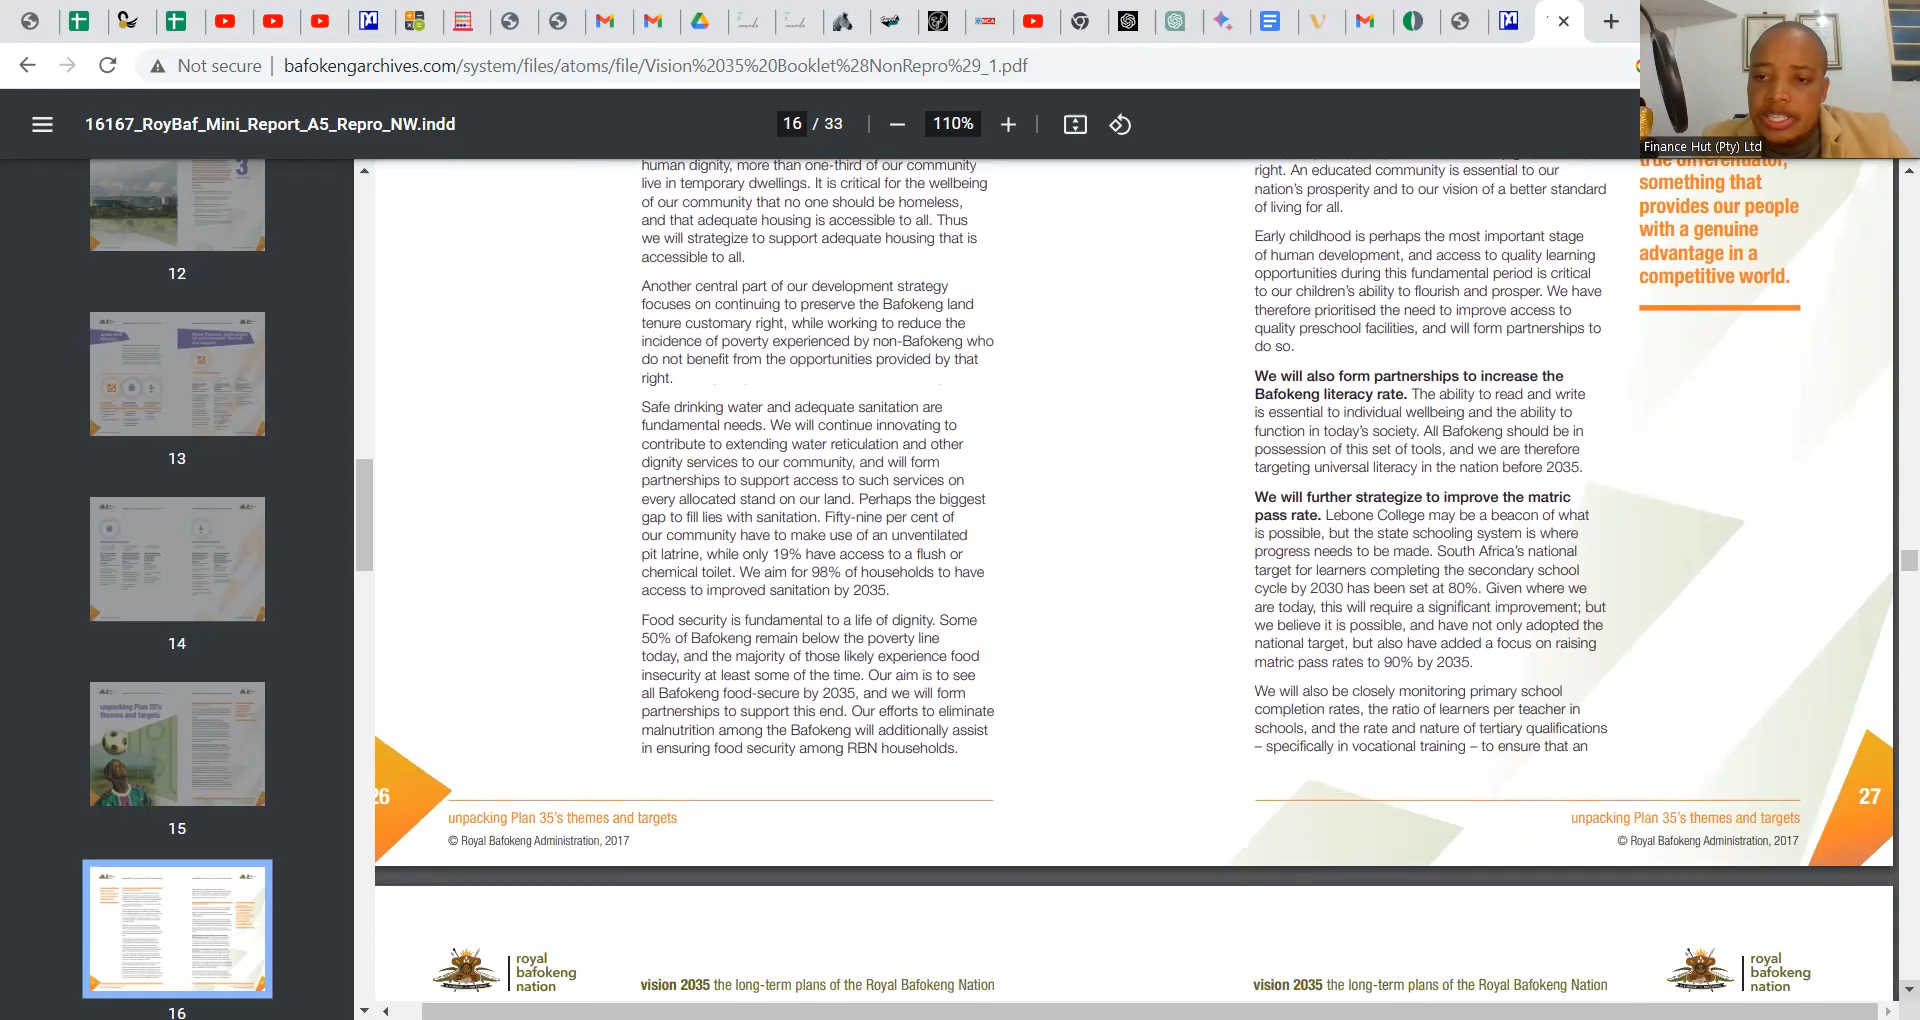 Not secure
bafokengarchives.com/system/files/atoms/file/Vision%2035%20Booklet%28NonRepro%29_1.pdf
16167_RoyBaf_Mini_Report_A5_Repro_NW.indd
16 / 33
110%
Finance Hut (Pty) Ltd
12
13
14
unpacking Plan 35's
themes and targets
15
16
human dignity, more than one-third of our community
live in temporary dwellings. It is critical for the wellbeing
of our community that no one should be homeless,
and that adequate housing is accessible to all. Thus
we will strategize to support adequate housing that is
accessible to all.
Another central part of our development strategy
focuses on continuing to preserve the Bafokeng land
tenure customary right, while working to reduce the
incidence of poverty experienced by non-Bafokeng who
do not benefit from the opportunities provided by that
right.
Safe drinking water and adequate sanitation are
fundamental needs. We will continue innovating to
contribute to extending water reticulation and other
dignity services to our community, and will form
partnerships to support access to such services on
every allocated stand on our land. Perhaps the biggest
gap to fill lies with sanitation. Fifty-nine per cent of
our community have to make use of an unventilated
pit latrine, while only 19% have access to a flush or
chemical toilet. We aim for 98% of households to have
access to improved sanitation by 2035.
Food security is fundamental to a life of dignity. Some
50% of Bafokeng remain below the poverty line
today, and the majority of those likely experience food
insecurity at least some of the time. Our aim is to see
all Bafokeng food-secure by 2035, and we will form
partnerships to support this end. Our efforts to eliminate
malnutrition among the Bafokeng will additionally assist
in ensuring food security among RBN households.
26
unpacking Plan 35's themes and targets
© Royal Bafokeng Administration, 2017
right. An educated community is essential to our
nation's prosperity and to our vision of a better standard
of living for all.
Early childhood is perhaps the most important stage
of human development, and access to quality learning
opportunities during this fundamental period is critical
to our children's ability to flourish and prosper. We have
therefore prioritised the need to improve access to
quality preschool facilities, and will form partnerships to
do so.
We will also form partnerships to increase the
Bafokeng literacy rate. The ability to read and write
is essential to individual wellbeing and the ability to
function in today's society. All Bafokeng should be in
possession of this set of tools, and we are therefore
targeting universal literacy in the nation before 2035.
We will further strategize to improve the matric
pass rate. Lebone College may be a beacon of what
is possible, but the state schooling system is where
progress needs to be made. South Africa's national
target for learners completing the secondary school
cycle by 2030 has been set at 80%. Given where we
are today, this will require a significant improvement; but
we believe it is possible, and have not only adopted the
national target, but also have added a focus on raising
matric pass rates to 90% by 2035.
We will also be closely monitoring primary school
completion rates, the ratio of learners per teacher in
schools, and the rate and nature of tertiary qualifications
– specifically in vocational training – to ensure that an
true differentiator,
something that
provides our people
with a genuine
advantage in a
competitive world.
27
unpacking Plan 35's themes and targets
© Royal Bafokeng Administration, 2017
royal
bafokeng
nation
vision 2035 the long-term plans of the Royal Bafokeng Nation
vision 2035 the long-term plans of the Royal Bafokeng Nation
royal
bafokeng
nation